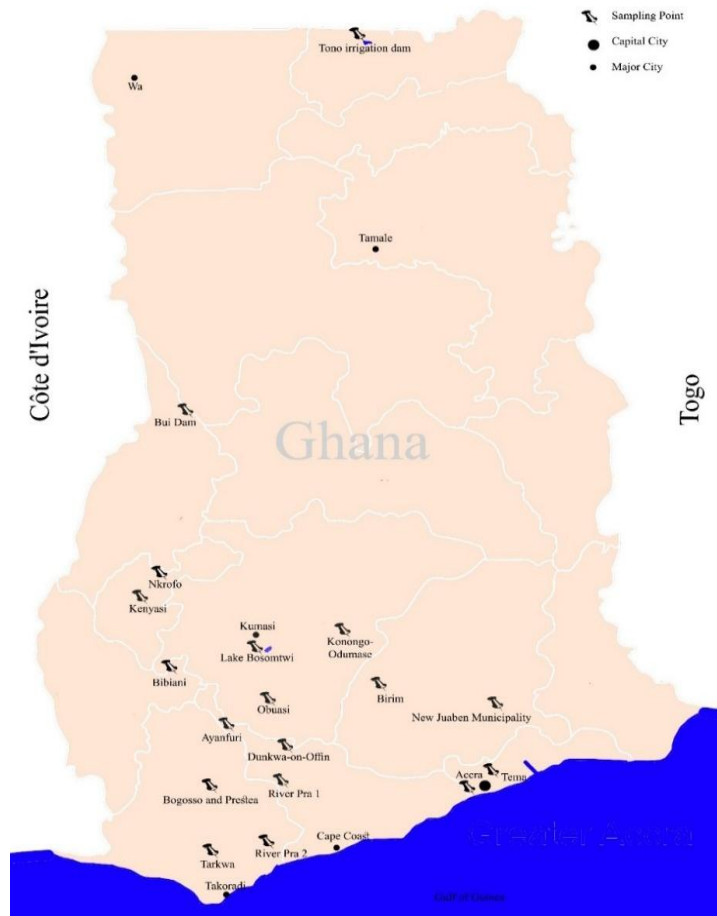 Sampling Point
Capital City
Major City
Tono irrigation dam
Wa
Tamale
Côte d'Ivoire
Togo
Bui Dam
Ghana
Nkrofo
Kenyasi
Kumasi
Lake Bosomtwi
Konongo-
Odumase
Bibiani
Birim
Obuasi
New Juaben Municipality
Ayanfuri
Dunkwa-on-Offin
Accra
Tema
Bogosso and Prestea
River Pra 1
Greater Accra
Cape Coast
Tarkwa
River Pra 2
Takoradi
Gulf of Guinea